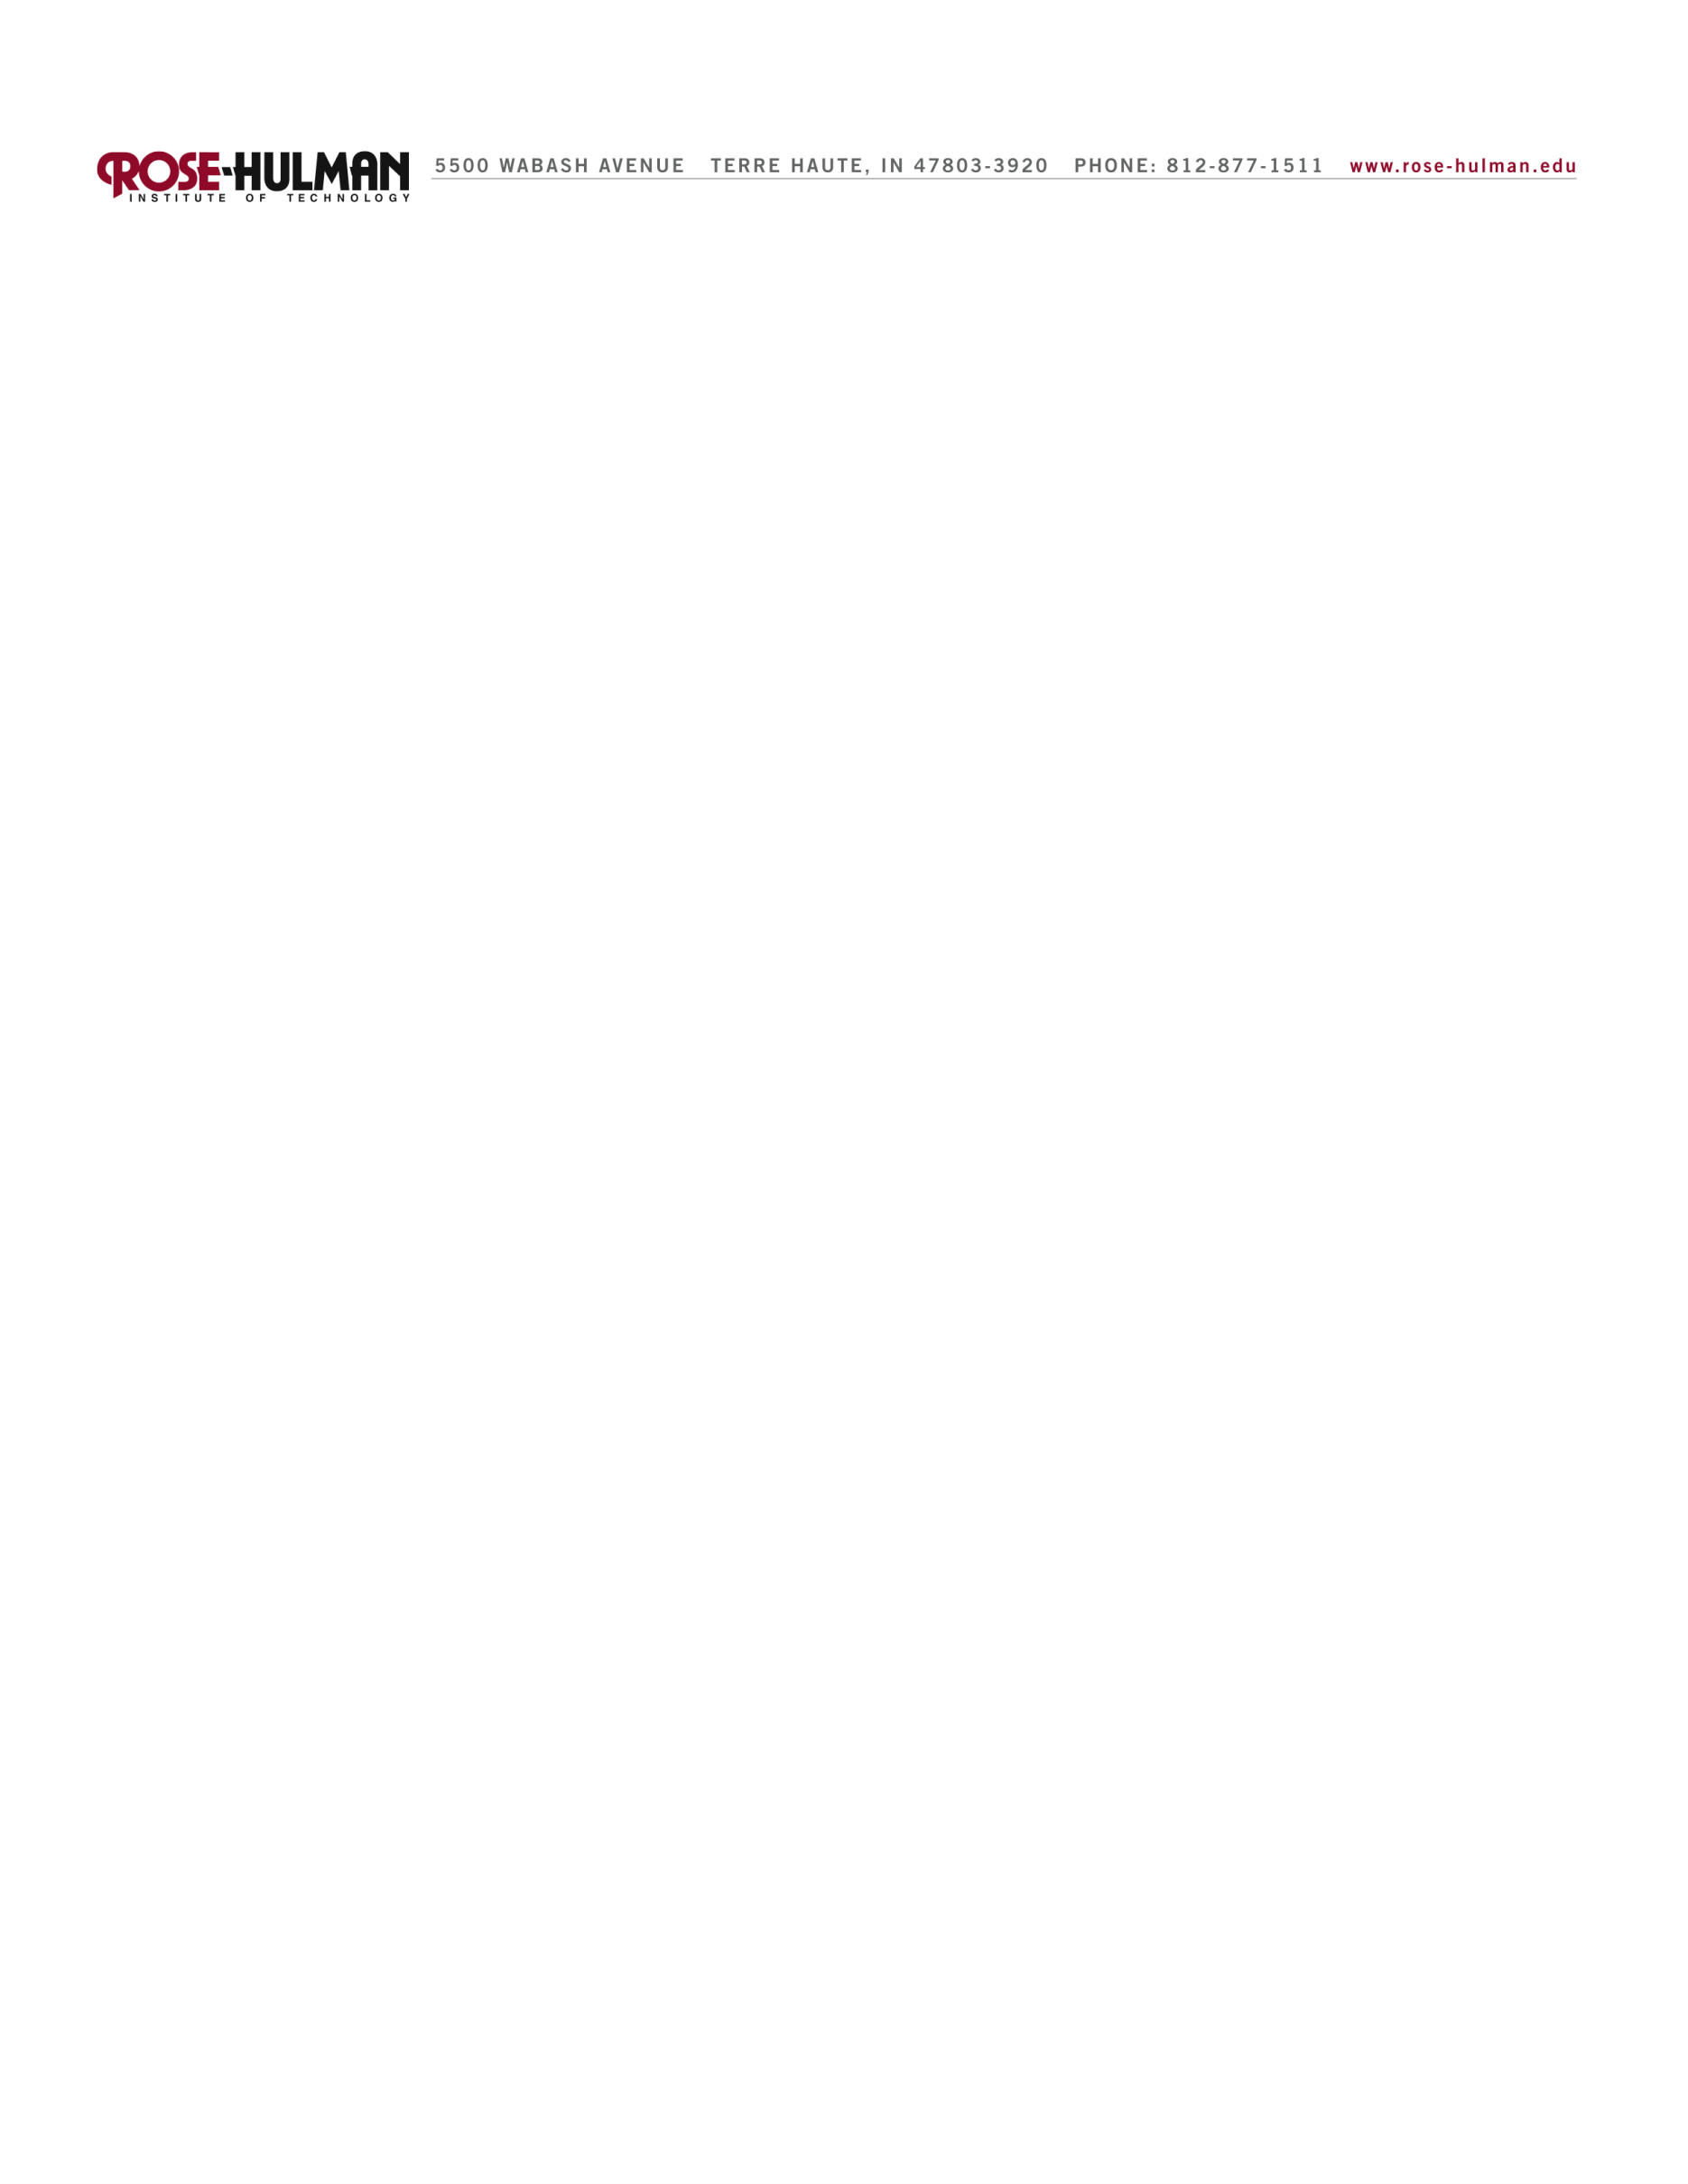 ROSE-HULMAN
INSTITUTE OF TECHNOLOGY
5500 WABASH AVENUE TERRE HAUTE, IN 47803-3920 PHONE: 812-877-1511 www.rose-hulman.edu